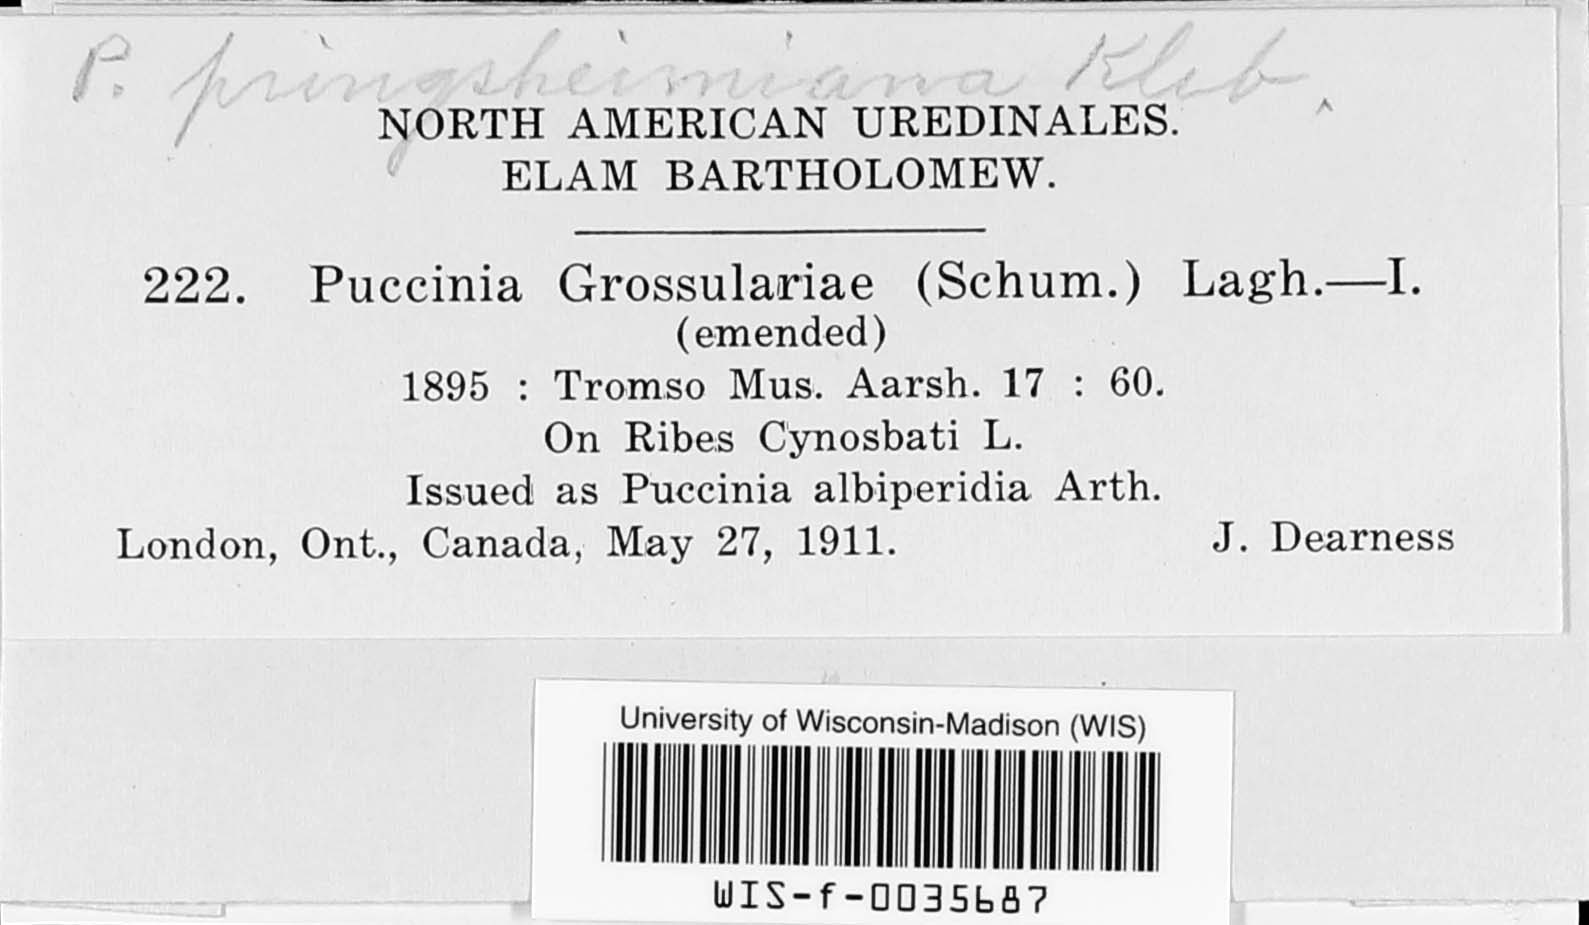 P. pringsheimiana Kleb.
NORTH AMERICAN UREDINALES.
ELAM BARTHOLOMEW.
222. Puccinia Grossulariae (Schum.) Lagh.—I.
(emended)
1895 : Tromso Mus. Aarsh. 17 : 60.
On Ribes Cynosbati L.
Issued as Puccinia albiperidia Arth.
London, Ont., Canada, May 27, 1911. J. Dearness
University of Wisconsin-Madison (WIS)
WIS-f-0035687